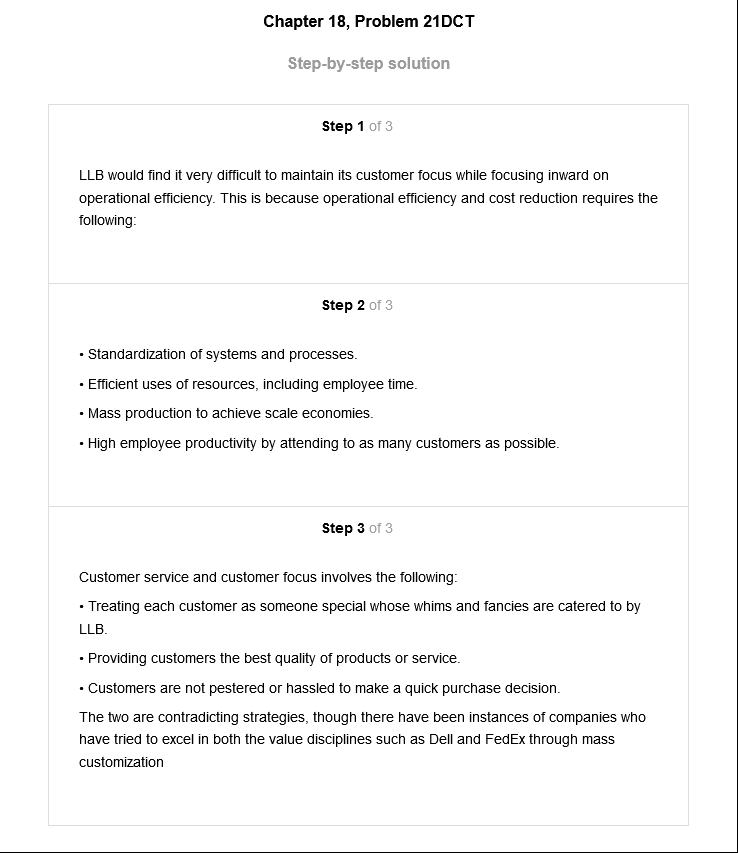 Chapter 18, Problem 21DCT
Step-by-step solution
Step 1 of 3
LLB would find it very difficult to maintain its customer focus while focusing inward on
operational efficiency. This is because operational efficiency and cost reduction requires the
following:
Step 2 of 3
• Standardization of systems and processes.
• Efficient uses of resources, including employee time.
• Mass production to achieve scale economies.
• High employee productivity by attending to as many customers as possible.
Step 3 of 3
Customer service and customer focus involves the following:
• Treating each customer as someone special whose whims and fancies are catered to by
LLB.
• Providing customers the best quality of products or service.
• Customers are not pestered or hassled to make a quick purchase decision.
The two are contradicting strategies, though there have been instances of companies who
have tried to excel in both the value disciplines such as Dell and FedEx through mass
customization